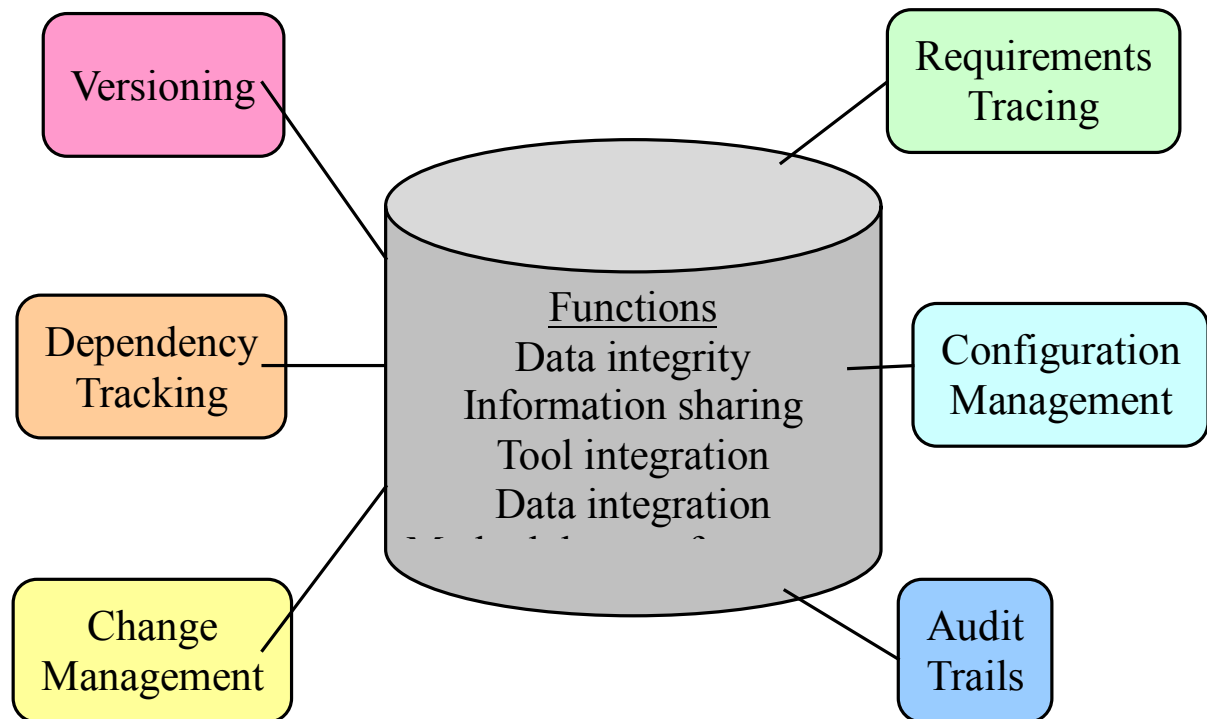 Versioning
Requirements
Tracing
Functions
Data integrity
Information sharing
Tool integration
Data integration
Dependency
Tracking
Configuration
Management
Change
Management
Audit
Trails